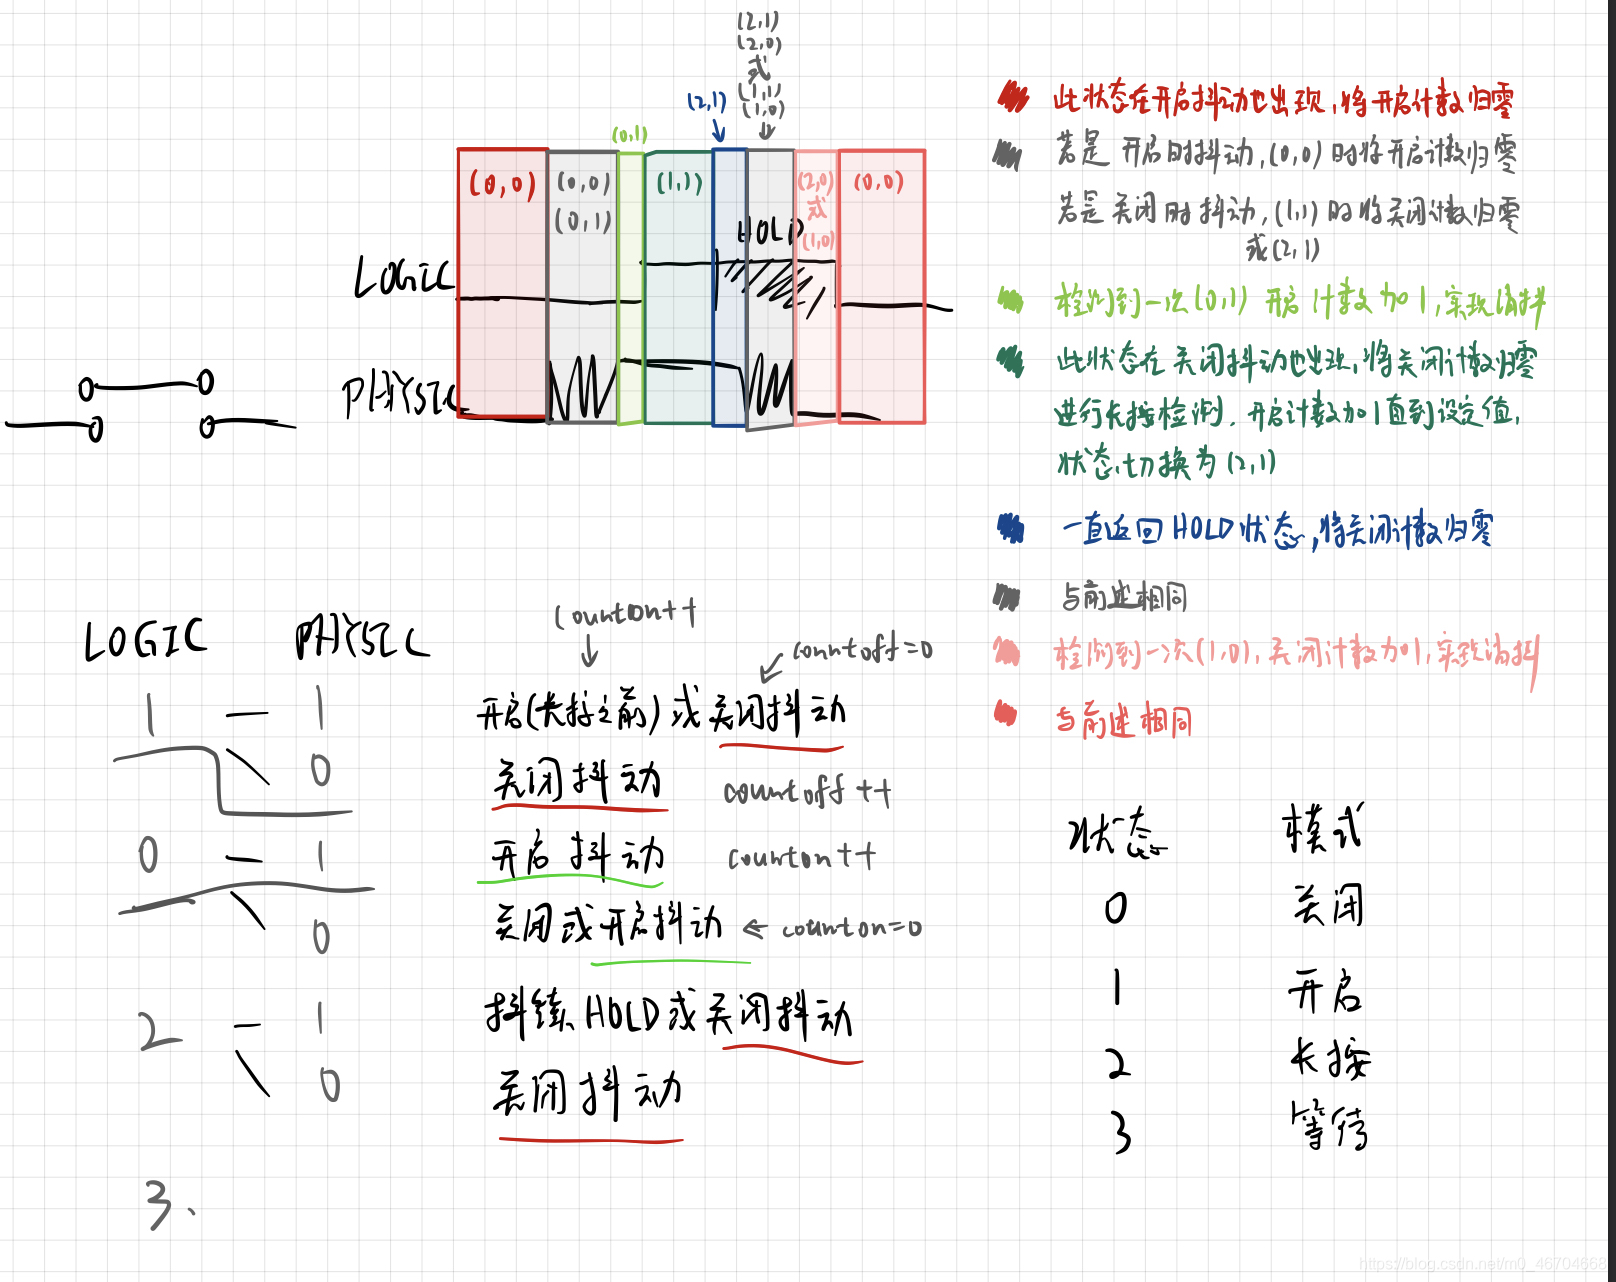 (2,1)
(2,0)
或
(1,1)
(1,0)
(2,1)
(0,1)
(0,0)
(0,0)
(0,1)
(1,1)
HOLD
(2,0)
或
(1,0)
(0,0)
LOGIC
PHYSIC
此状态在开启抖动也出现,将开启计数归零
若是 开启时抖动,(0,0)时将开启计数归零
若是关闭时抖动,(1,1)时将关闭计数归零
或(2,1)
检测到一次(0,1) 开启计数加1,实现消抖
此状态在关闭抖动也出现,将关闭计数归零
进行长按检测. 开启计数加1直到设定值,
状态切换为(2,1)
一直返回HOLD状态,将关闭计数归零
与前述相同
检测到一次(1,0),关闭计数加1,实现消抖
与前述相同
LOGIC PHYSIC
countон++
countoff=0
1 — 1 开启(长按之前)或关闭抖动
0 关闭抖动 countoff++
0 — 1 开启抖动 counton++
0 关闭或开启抖动 ← counton=0
2 — 1 抖续、HOLD或关闭抖动
0 关闭抖动
3、
状态 模式
0 关闭
1 开启
2 长按
3 等待
https://blog.csdn.net/m0_46704668